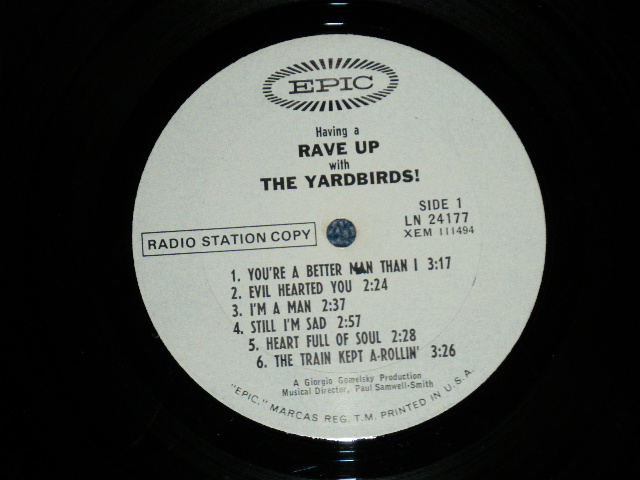 EPIC
Having a
RAVE UP
with
THE YARDBIRDS!
SIDE 1
LN 24177
XEM 111494
RADIO STATION COPY
1. YOU'RE A BETTER MAN THAN I 3:17
2. EVIL HEARTED YOU 2:24
3. I'M A MAN 2:37
4. STILL I'M SAD 2:57
5. HEART FULL OF SOUL 2:28
6. THE TRAIN KEPT A-ROLLIN' 3:26
A Giorgio Gomelsky Production
Musical Director, Paul Samwell-Smith
"EPIC," MARCAS REG. T.M. PRINTED IN U.S.A.